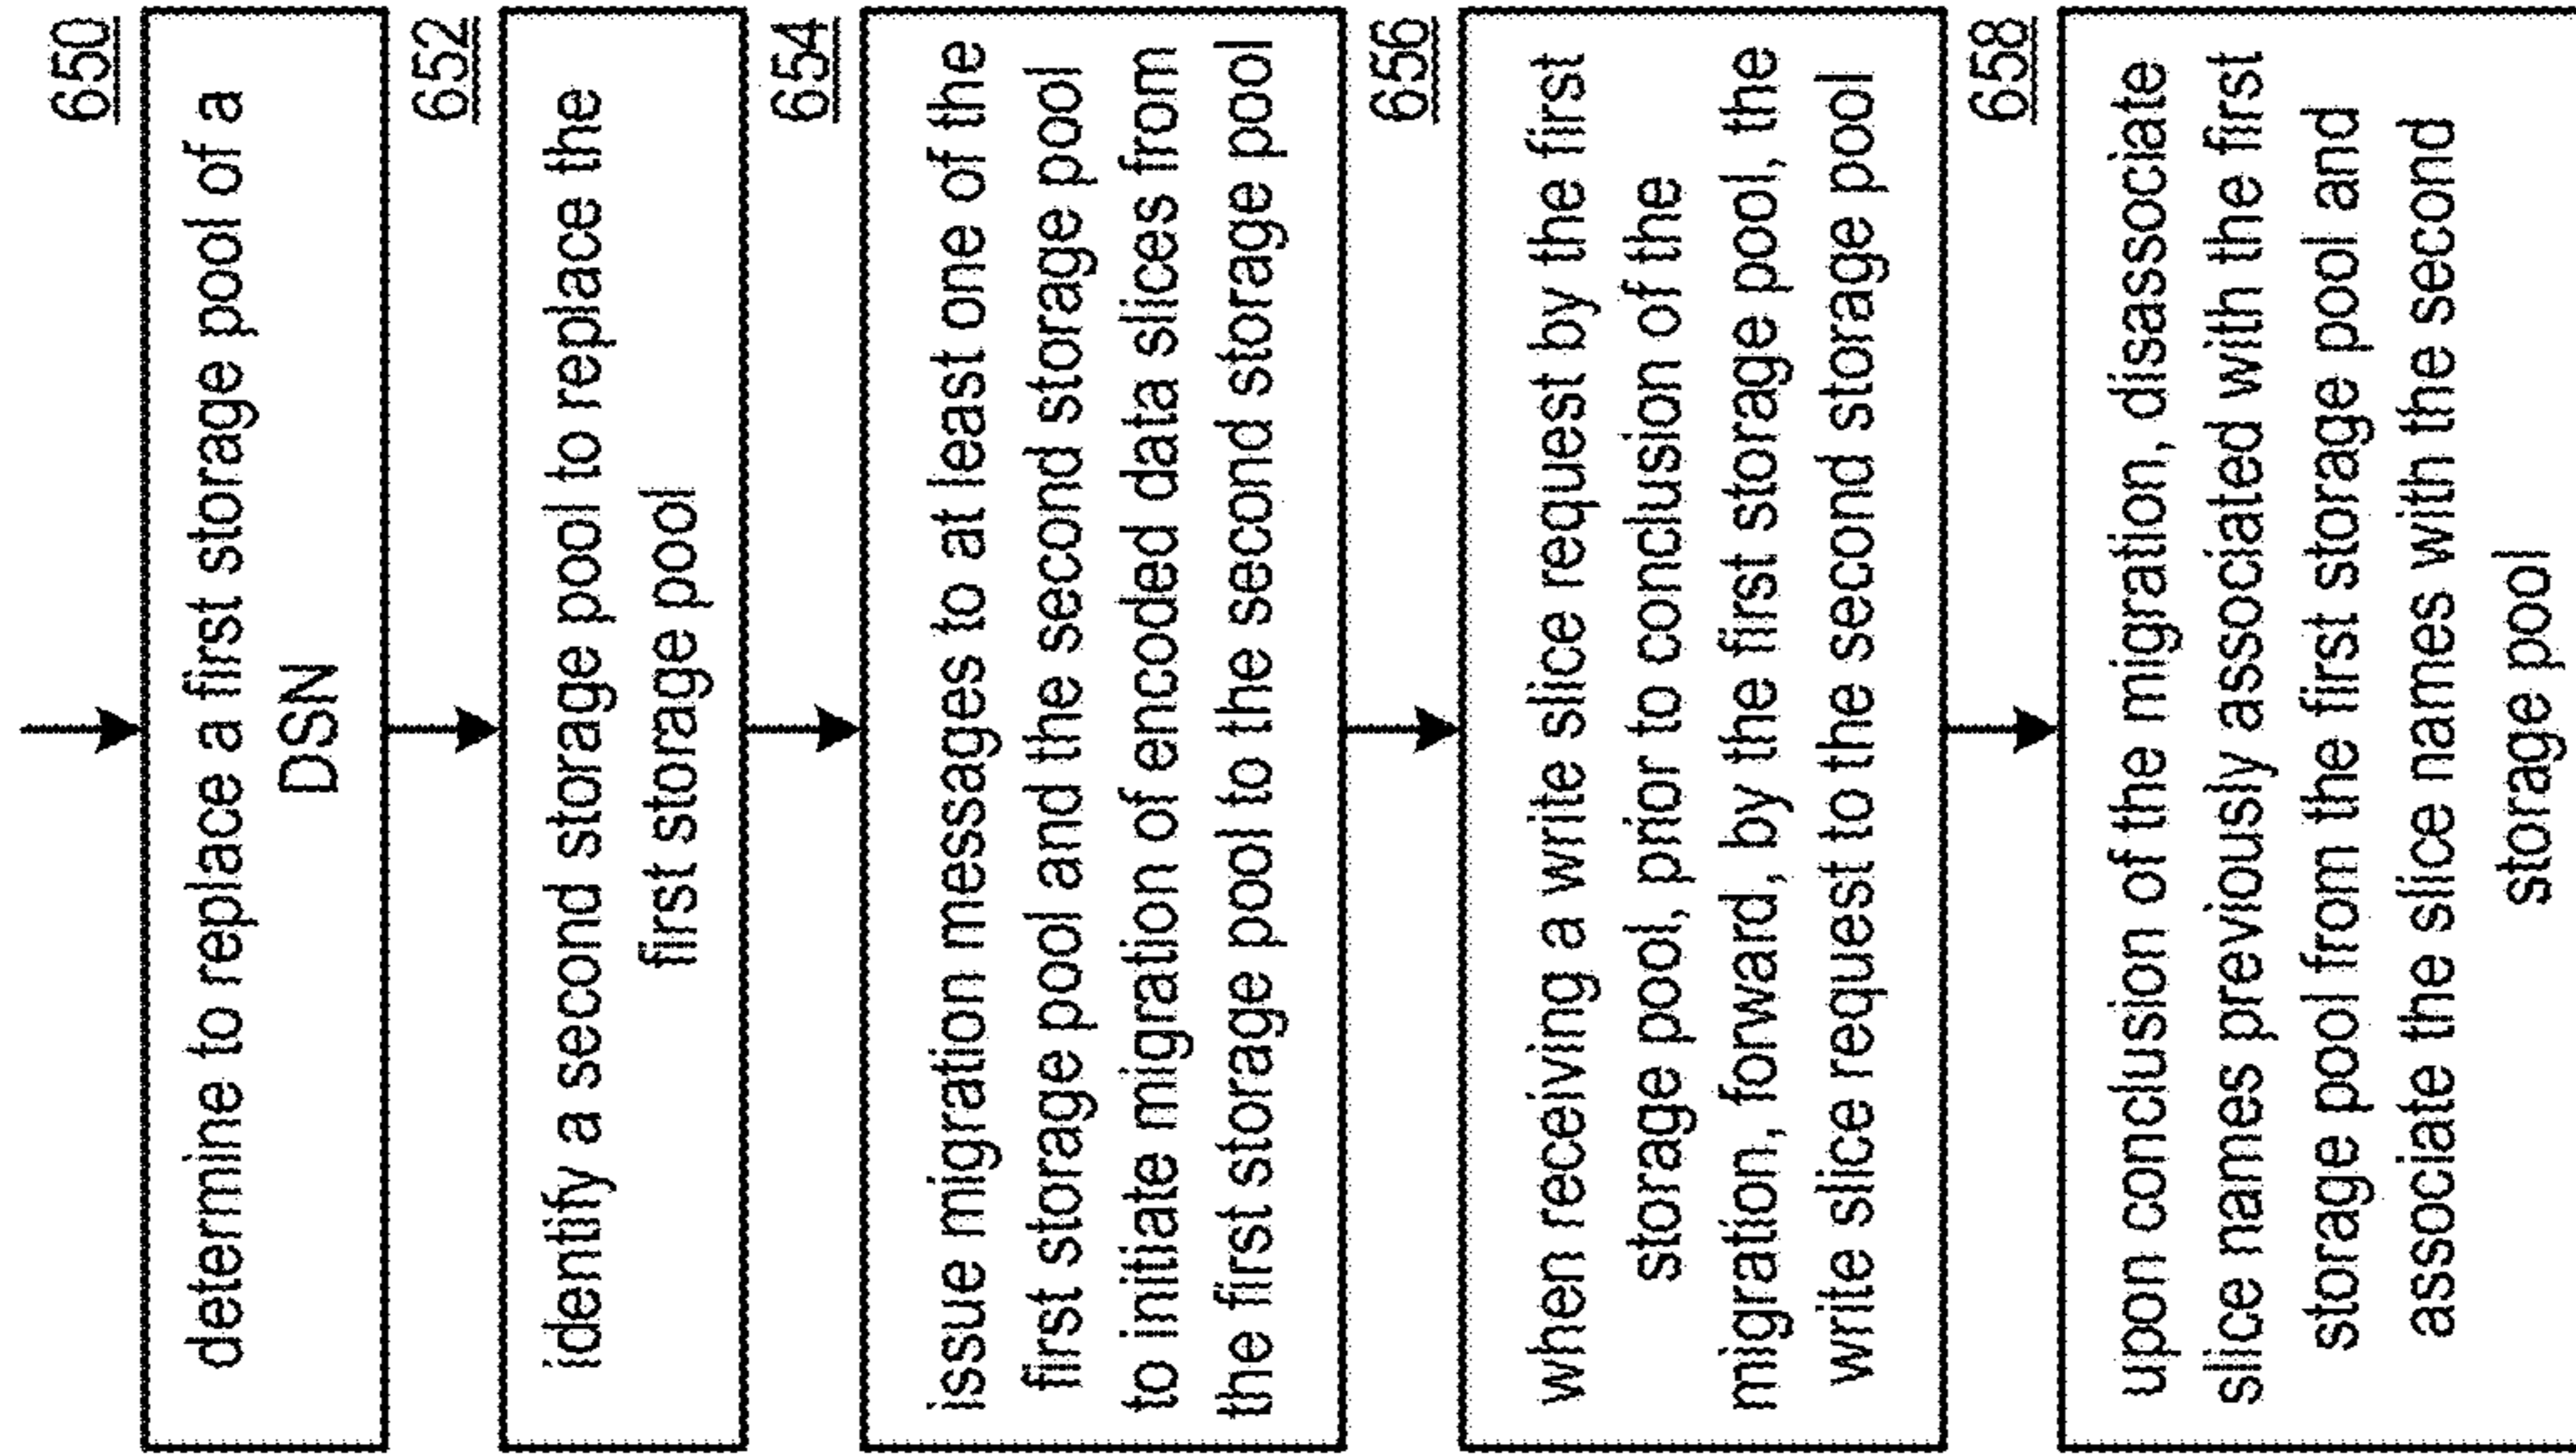 650
determine to replace a first storage pool of a
DSN
652
identify a second storage pool to replace the
first storage pool
654
issue migration messages to at least one of the
first storage pool and the second storage pool
to initiate migration of encoded data slices from
the first storage pool to the second storage pool
656
when receiving a write slice request by the first
storage pool, prior to conclusion of the
migration, forward, by the first storage pool, the
write slice request to the second storage pool
658
upon conclusion of the migration, disassociate
slice names previously associated with the first
storage pool from the first storage pool and
associate the slice names with the second
storage pool